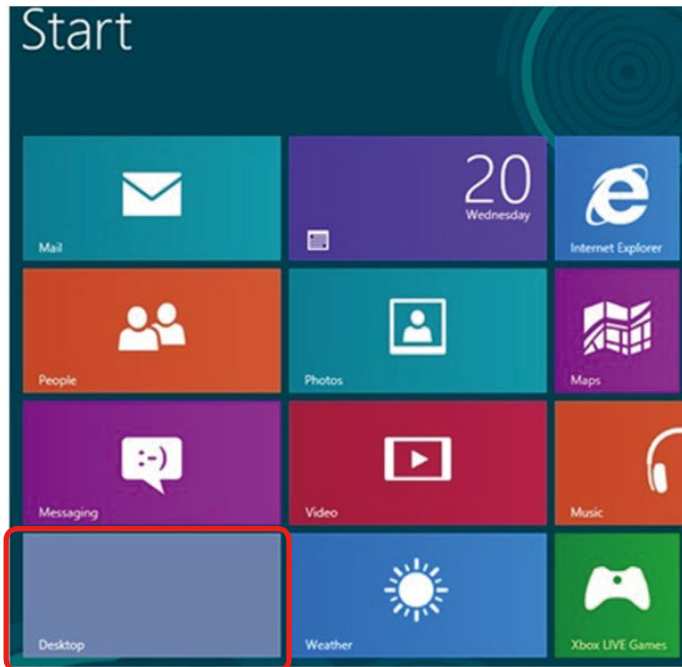 Start
Mail
20
Wednesday
Internet Explorer
People
Photos
Maps
:-)
Messaging
Video
Music
Desktop
Weather
Xbox LIVE Games